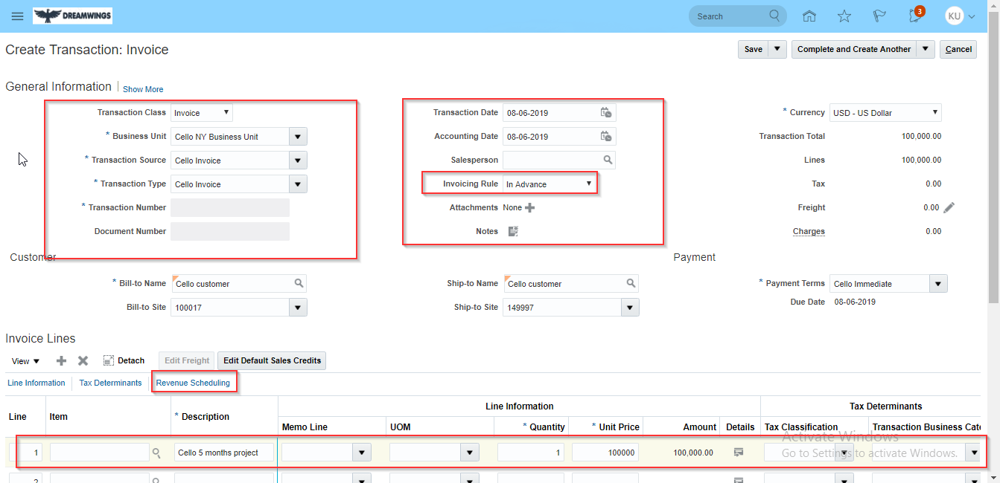 DREAMWINGS
Search
3
KU
Create Transaction: Invoice
Save
Complete and Create Another
Cancel
General Information
Show More
Transaction Class Invoice
* Business Unit Cello NY Business Unit
* Transaction Source Cello Invoice
* Transaction Type Cello Invoice
* Transaction Number
Document Number
Transaction Date 08-06-2019
Accounting Date 08-06-2019
Salesperson
Invoicing Rule In Advance
Attachments None
Notes
* Currency USD - US Dollar
Transaction Total 100,000.00
Lines 100,000.00
Tax 0.00
Freight 0.00
Charges 0.00
Customer
* Bill-to Name Cello customer
Bill-to Site 100017
Ship-to Name Cello customer
Ship-to Site 149997
Payment
* Payment Terms Cello Immediate
Due Date 08-06-2019
Invoice Lines
View
Detach
Edit Freight
Edit Default Sales Credits
Line Information
Tax Determinants
Revenue Scheduling
Line Information
Tax Determinants
Line Item * Description Memo Line UOM * Quantity * Unit Price Amount Details Tax Classification Transaction Business Cate
1 Cello 5 months project 1 100000 100,000.00
2
Activate Windows
Go to Settings to activate Windows.